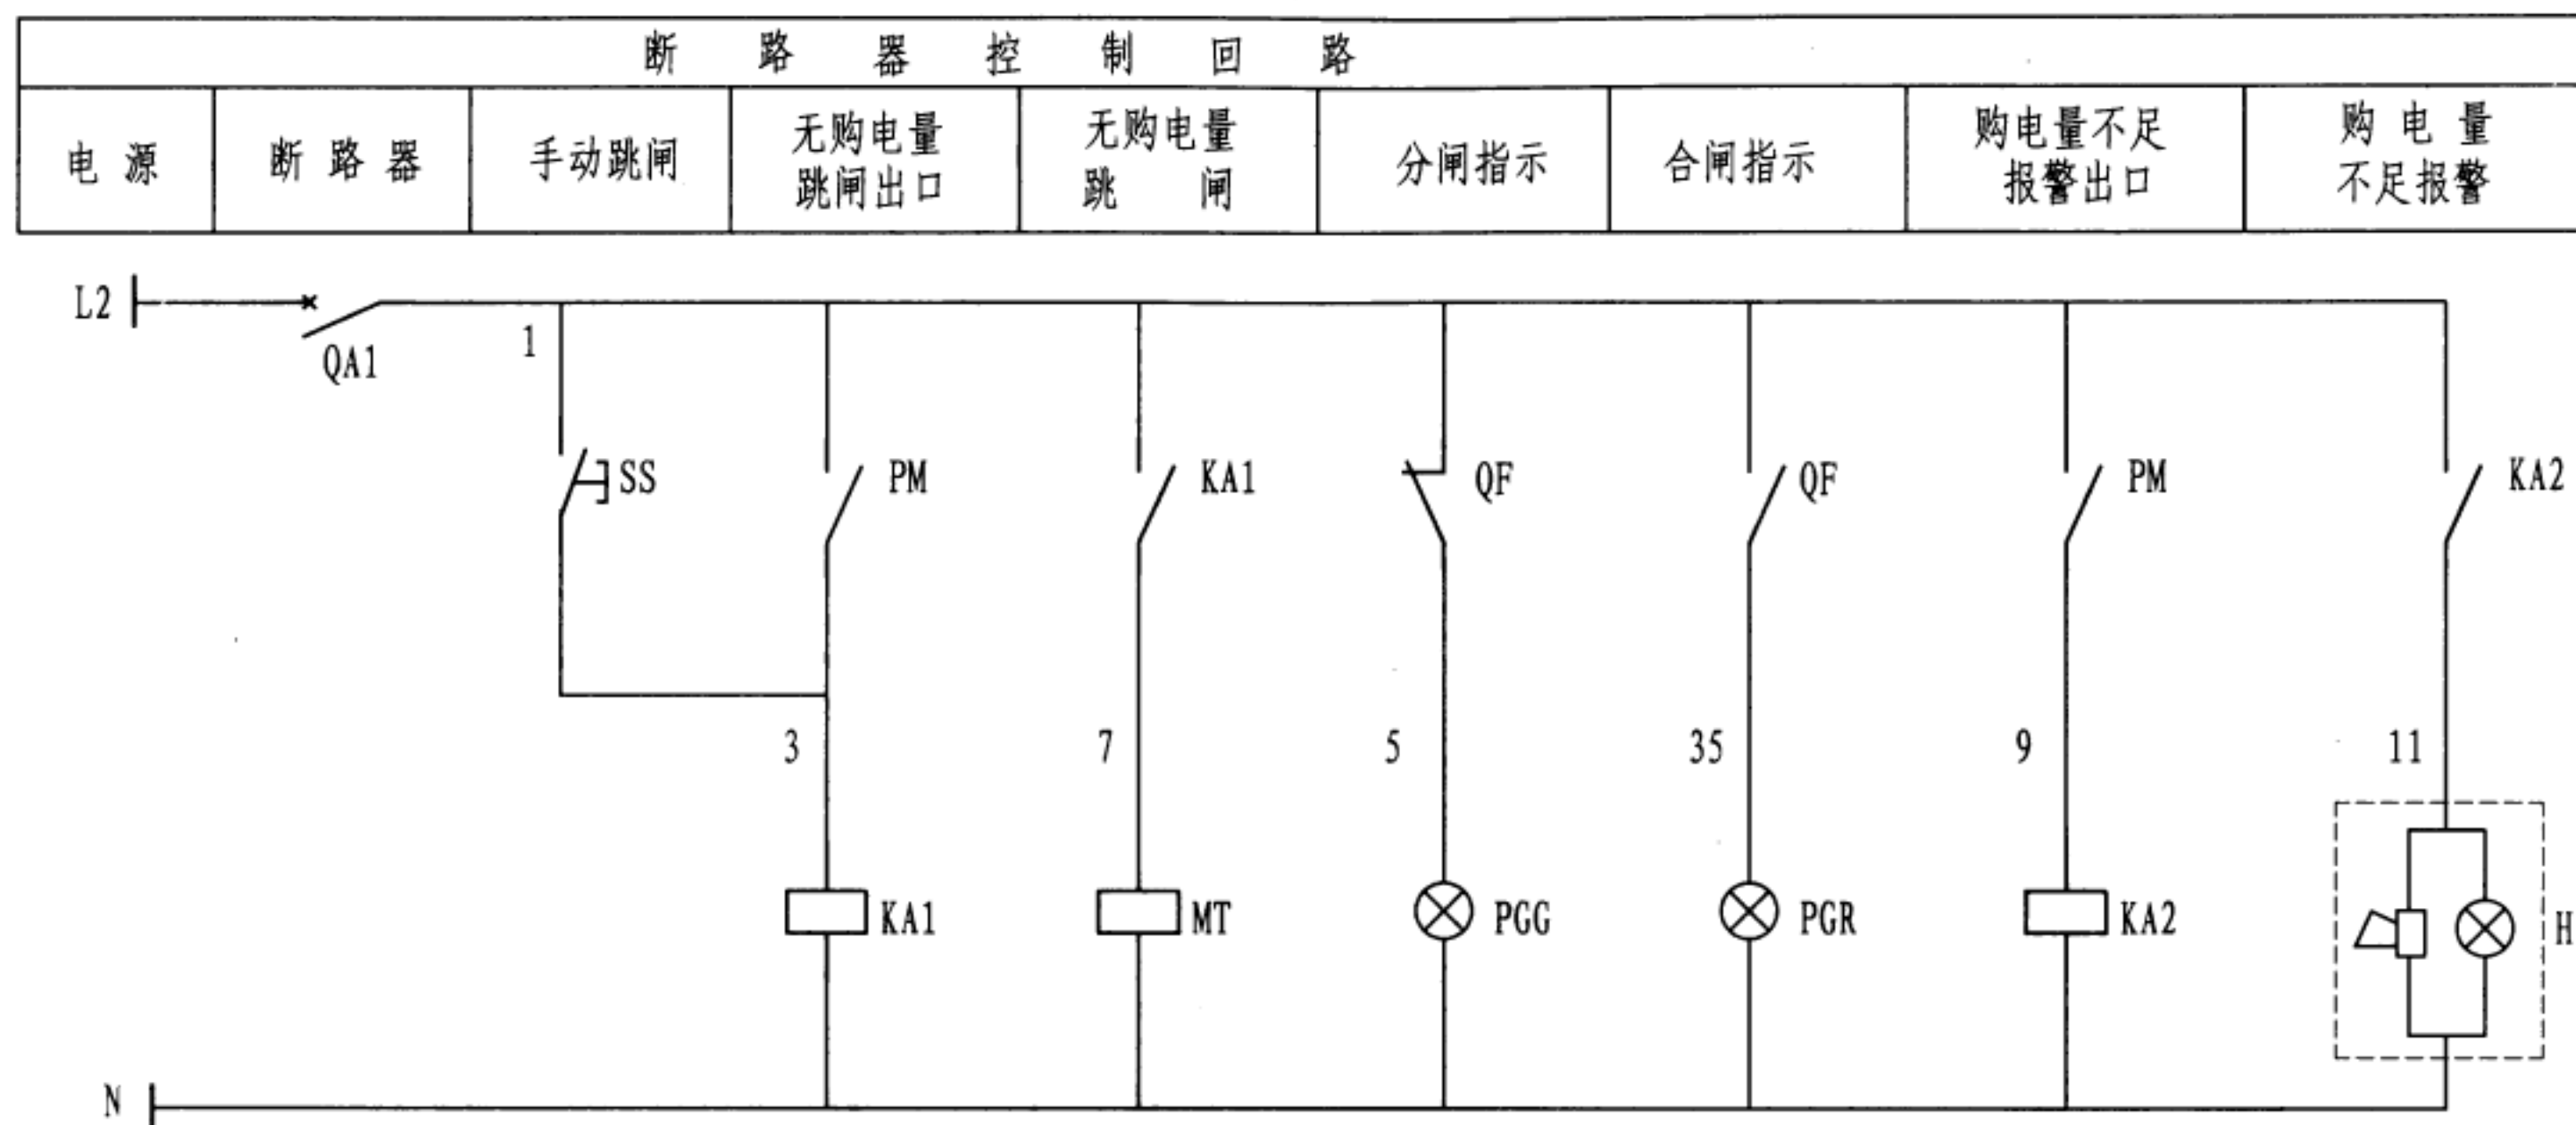 断路器控制回路
电源
断路器
手动跳闸
无购电量
跳闸出口
无购电量
跳闸
分闸指示
合闸指示
购电量不足
报警出口
购电量
不足报警
L2
QA1
1
SS
PM
KA1
QF
QF
PM
KA2
3
7
5
35
9
11
KA1
MT
PGG
PGR
KA2
H
N